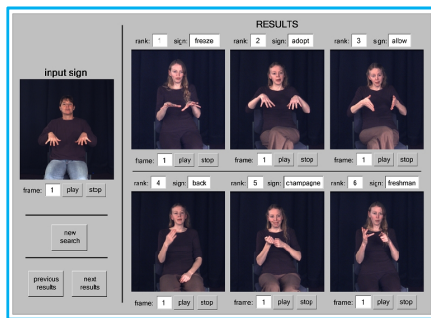 RESULTS
rank: 1 sign: freeze
rank: 2 sign: adopt
rank: 3 sign: allow
input sign
frame: 1 play stop
frame: 1 play stop
frame: 1 play stop
rank: 4 sign: back
rank: 5 sign: champagne
rank: 6 sign: freshman
frame: 1 play stop
new search
previous results
next results
frame: 1 play stop
frame: 1 play stop
frame: 1 play stop